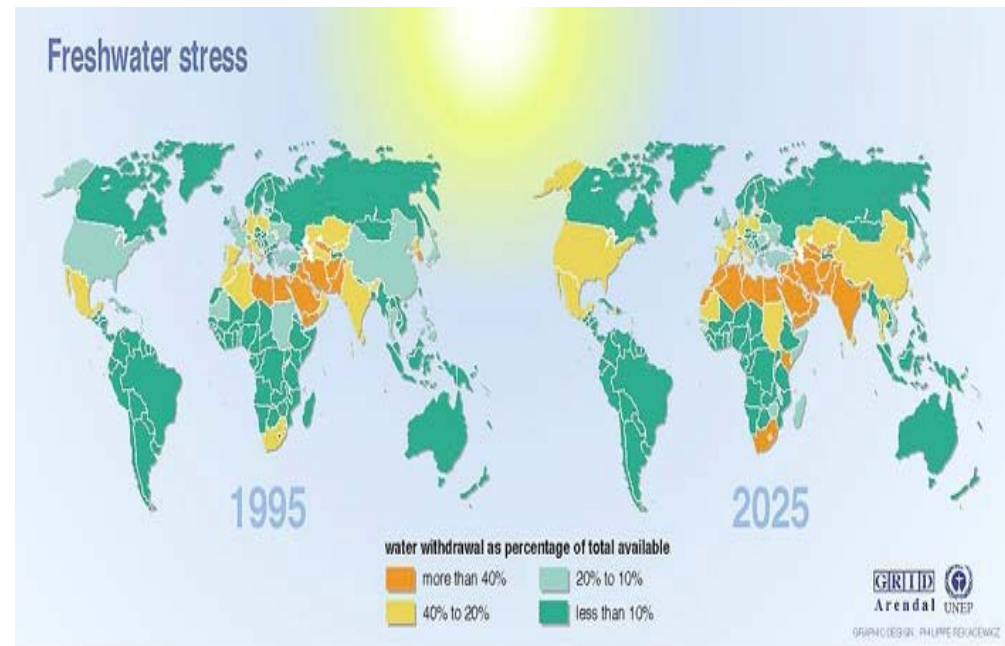 Freshwater stress
1995
2025
water withdrawal as percentage of total available
more than 40%
20% to 10%
40% to 20%
less than 10%
GRID
Arendal
UNEP
GRAPHIC DESIGN : PHILIPPE REKACEWICZ